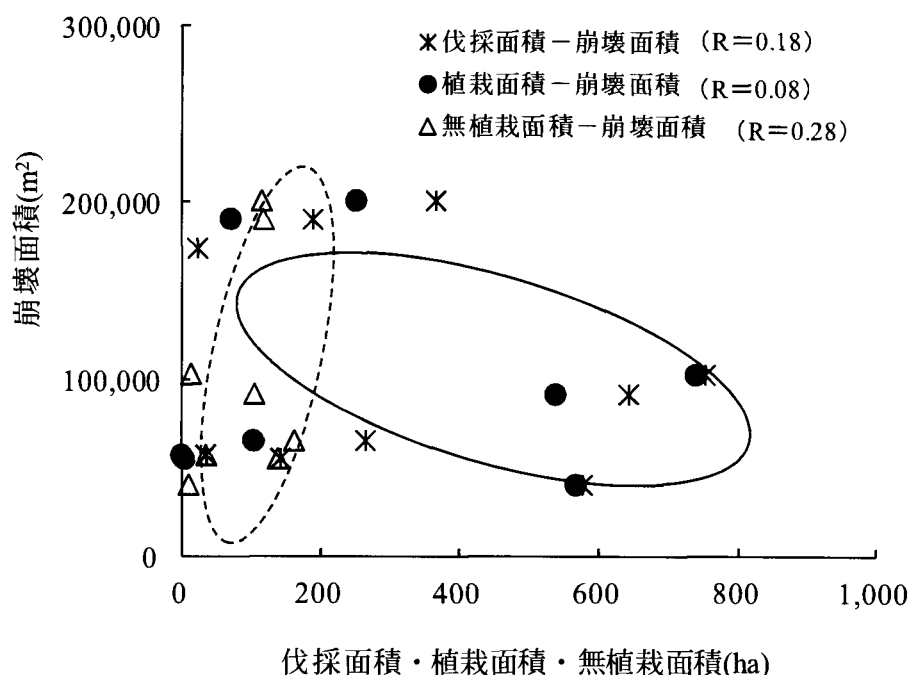 300,000
200,000
100,000
0
崩壊面積(m²)
伐採面積－崩壊面積 (R＝0.18)
植栽面積－崩壊面積 (R＝0.08)
無植栽面積－崩壊面積 (R＝0.28)
0 200 400 600 800 1,000
伐採面積・植栽面積・無植栽面積(ha)